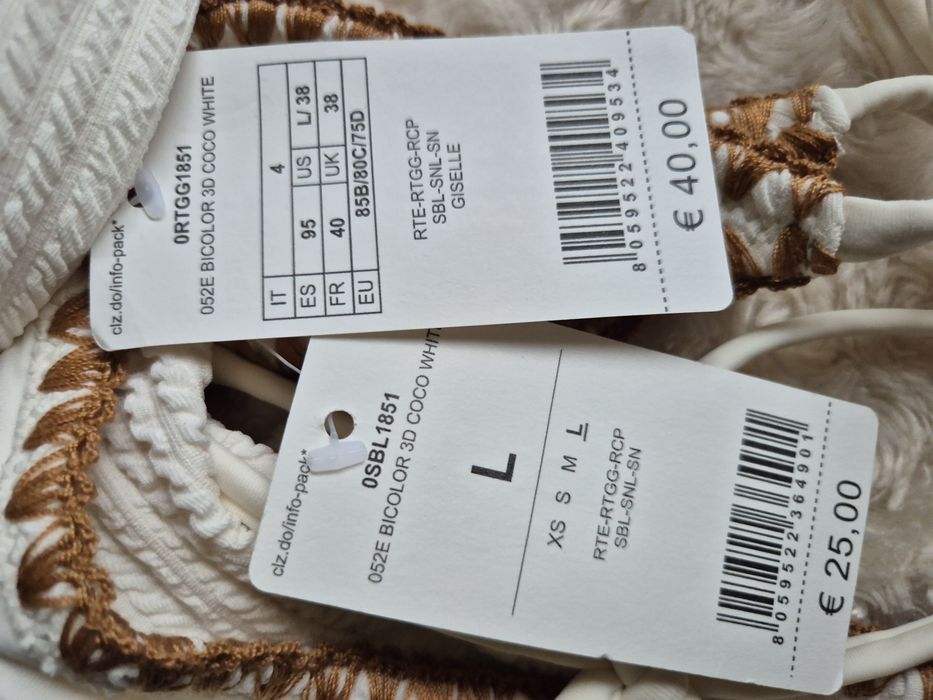 clz.do/info-pack*
0RTGG1851
052E BICOLOR 3D COCO WHITE
IT 4
ES 95 US L/ 38
FR 40 UK 38
EU 85B/80C/75D
RTE-RTGG-RCP
SBL-SNL-SN
GISELLE
8 059522 409534
€ 40,00
clz.do/info-pack*
0SBL1851
052E BICOLOR 3D COCO WHIT
L
XS S M L
RTE-RTGG-RCP
SBL-SNL-SN
8 059522 364901
€ 25,00